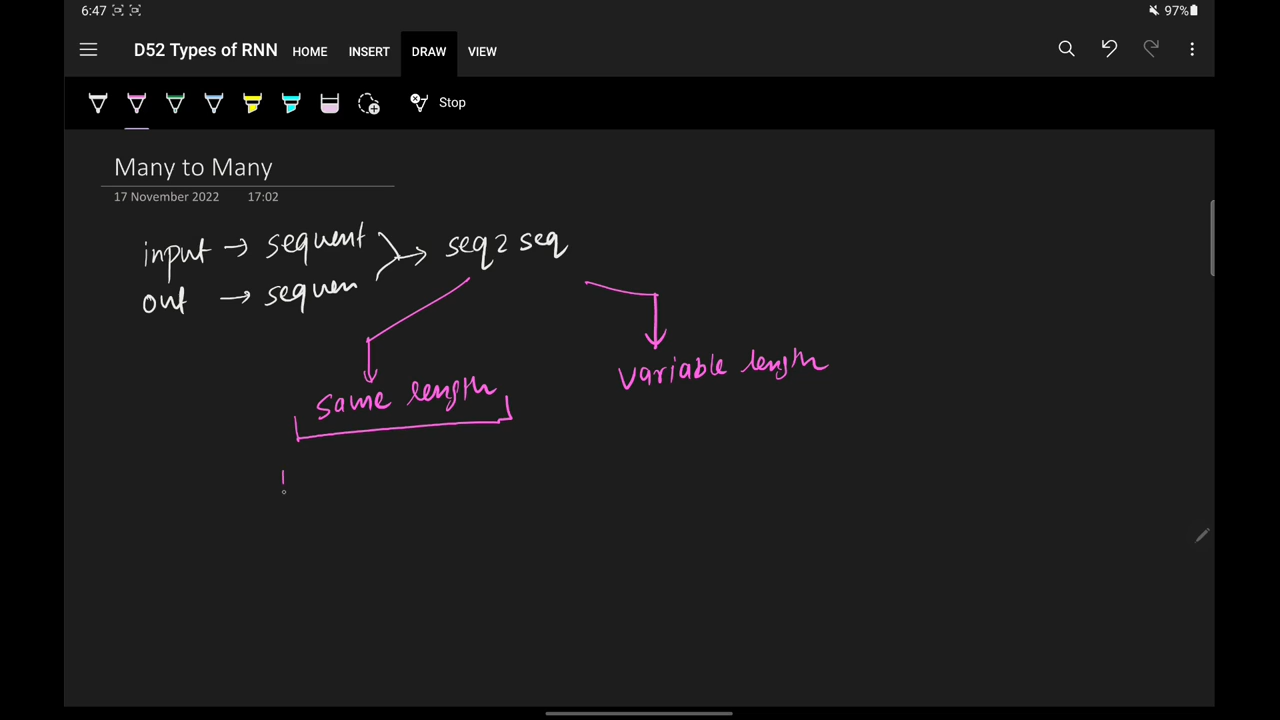 6:47 97%
D52 Types of RNN HOME INSERT DRAW VIEW
Stop
Many to Many
17 November 2022 17:02
input → sequent → seq2seq
out → sequen
same length
variable length